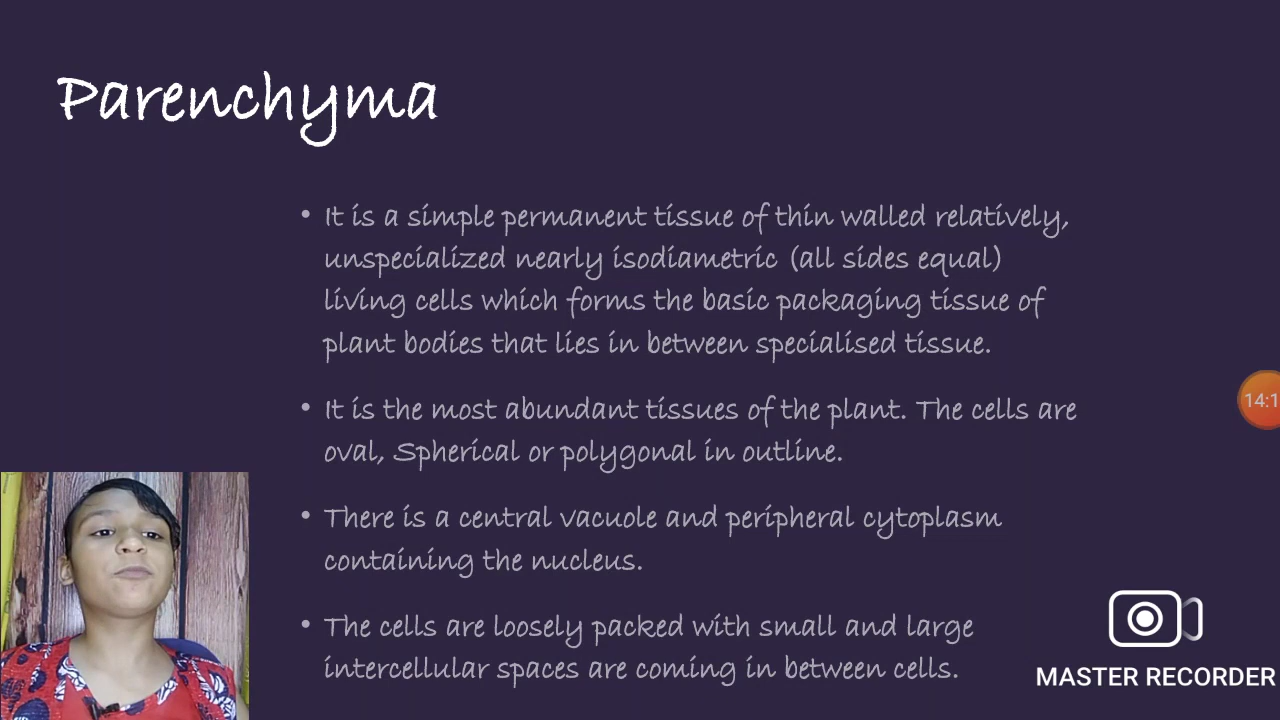 Parenchyma
• It is a simple permanent tissue of thin walled relatively,
unspecialized nearly isodiametric (all sides equal)
living cells which forms the basic packaging tissue of
plant bodies that lies in between specialised tissue.
• It is the most abundant tissues of the plant. The cells are
oval, Spherical or polygonal in outline.
14:1
• There is a central vacuole and peripheral cytoplasm
containing the nucleus.
• The cells are loosely packed with small and large
intercellular spaces are coming in between cells.
MASTER RECORDER